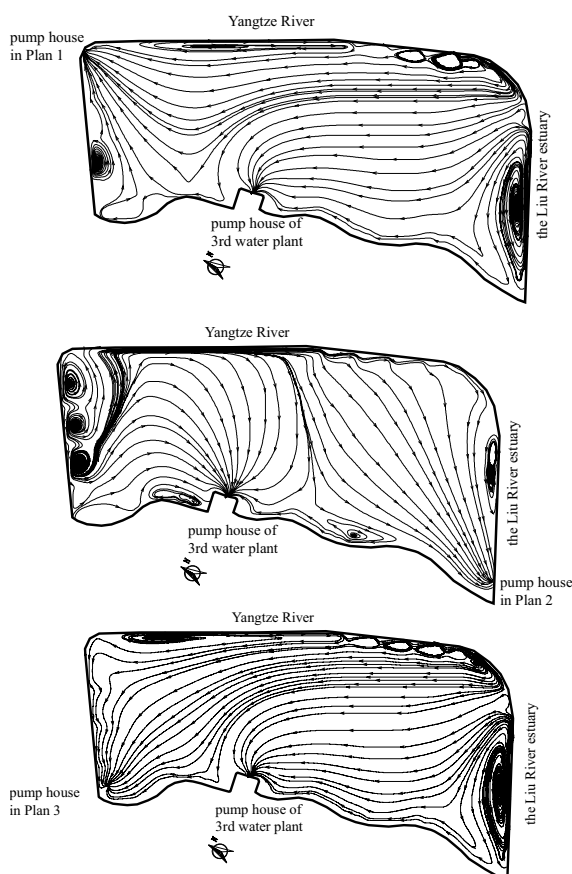 Yangtze River
pump house
in Plan 1
the Liu River estuary
pump house of
3rd water plant
Yangtze River
the Liu River estuary
pump house of
3rd water plant
pump house
in Plan 2
Yangtze River
the Liu River estuary
pump house
in Plan 3
pump house of
3rd water plant